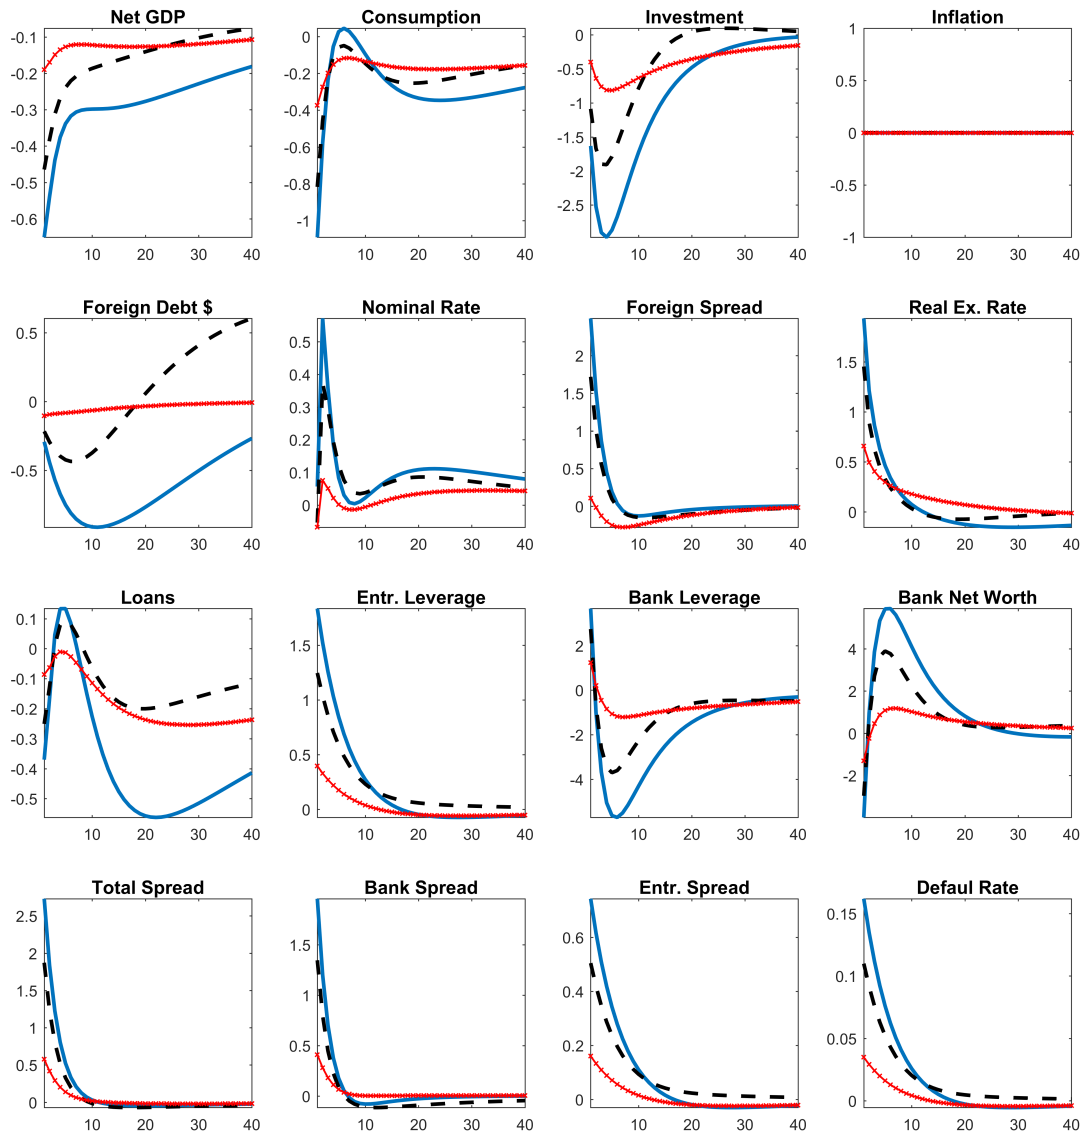 Net GDP Consumption Investment Inflation
-0.1 0 0 1
-0.2 -0.2 -0.5 0.5
-0.3 -0.4 -1 0
-0.4 -0.6 -1.5 -0.5
-0.5 -0.8 -2 -1
-0.6 -1 -2.5
10 20 30 40 10 20 30 40 10 20 30 40 10 20 30 40
Foreign Debt $ Nominal Rate Foreign Spread Real Ex. Rate
0.5 0.5 2 1.5
0 0.4 1.5 1
-0.5 0.3 1 0.5
0.2 0.5 0
0.1 0
0
10 20 30 40 10 20 30 40 10 20 30 40 10 20 30 40
Loans Entr. Leverage Bank Leverage Bank Net Worth
0.1 1.5 2 4
0 1 0 2
-0.1 0.5 -2 0
-0.2 0 -4 -2
-0.3
-0.4
-0.5
10 20 30 40 10 20 30 40 10 20 30 40 10 20 30 40
Total Spread Bank Spread Entr. Spread Defaul Rate
2.5 1.5 0.6 0.15
2 1 0.4 0.1
1.5 0.5 0.2 0.05
1 0 0 0
0.5
0
10 20 30 40 10 20 30 40 10 20 30 40 10 20 30 40